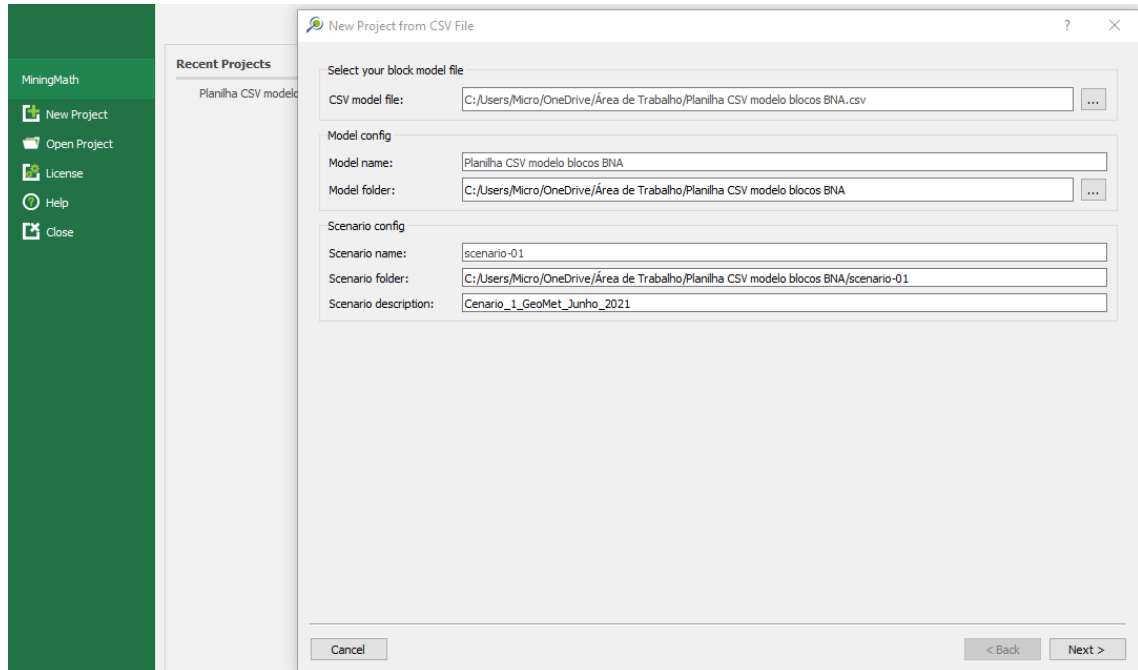 MiningMath
New Project
Open Project
License
Help
Close
Recent Projects
Planilha CSV modelo
New Project from CSV File
? ×
Select your block model file
CSV model file: C:/Users/Micro/OneDrive/Área de Trabalho/Planilha CSV modelo blocos BNA.csv ...
Model config
Model name: Planilha CSV modelo blocos BNA
Model folder: C:/Users/Micro/OneDrive/Área de Trabalho/Planilha CSV modelo blocos BNA ...
Scenario config
Scenario name: scenario-01
Scenario folder: C:/Users/Micro/OneDrive/Área de Trabalho/Planilha CSV modelo blocos BNA/scenario-01
Scenario description: Cenario_1_GeoMet_Junho_2021
Cancel < Back Next >